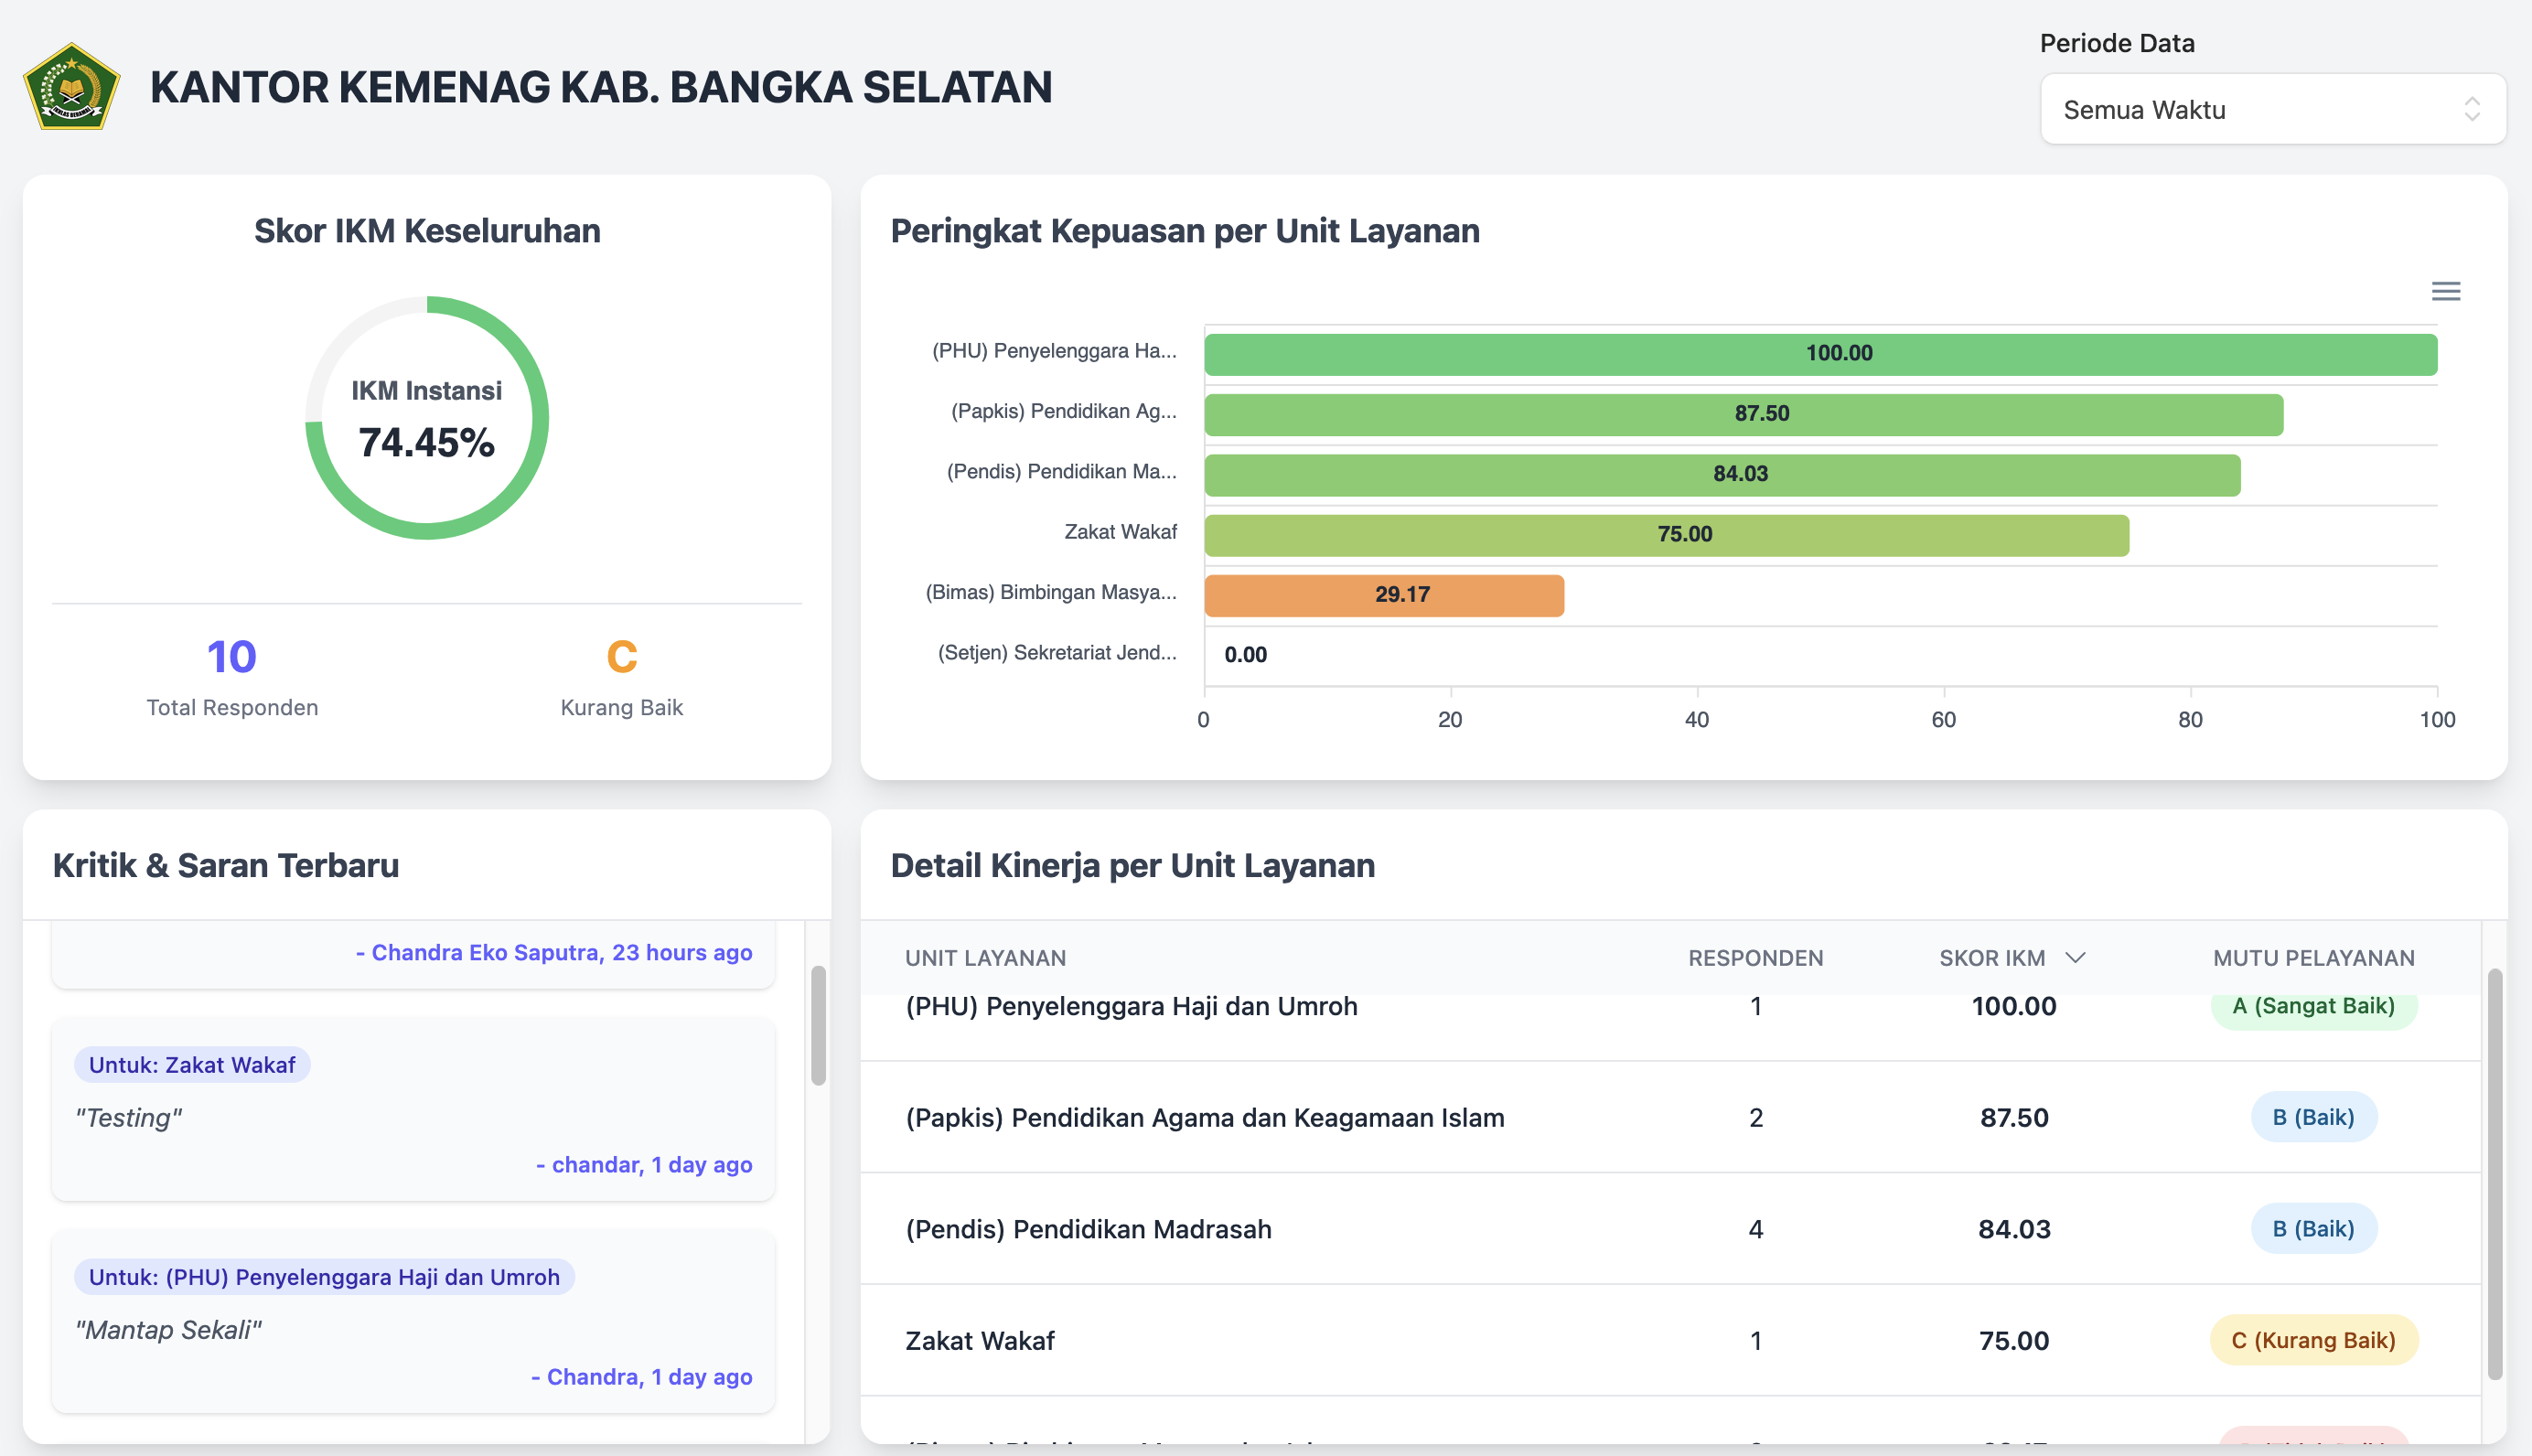 KANTOR KEMENAG KAB. BANGKA SELATAN
Periode Data
Semua Waktu
Skor IKM Keseluruhan
IKM Instansi
74.45%
10
Total Responden
C
Kurang Baik
Peringkat Kepuasan per Unit Layanan
(PHU) Penyelenggara Ha...
100.00
(Papkis) Pendidikan Ag...
87.50
(Pendis) Pendidikan Ma...
84.03
Zakat Wakaf
75.00
(Bimas) Bimbingan Masya...
29.17
(Setjen) Sekretariat Jend...
0.00
0 20 40 60 80 100
Kritik & Saran Terbaru
- Chandra Eko Saputra, 23 hours ago
Untuk: Zakat Wakaf
"Testing"
- chandar, 1 day ago
Untuk: (PHU) Penyelenggara Haji dan Umroh
"Mantap Sekali"
- Chandra, 1 day ago
Detail Kinerja per Unit Layanan
UNIT LAYANAN RESPONDEN SKOR IKM MUTU PELAYANAN
(PHU) Penyelenggara Haji dan Umroh 1 100.00 A (Sangat Baik)
(Papkis) Pendidikan Agama dan Keagamaan Islam 2 87.50 B (Baik)
(Pendis) Pendidikan Madrasah 4 84.03 B (Baik)
Zakat Wakaf 1 75.00 C (Kurang Baik)